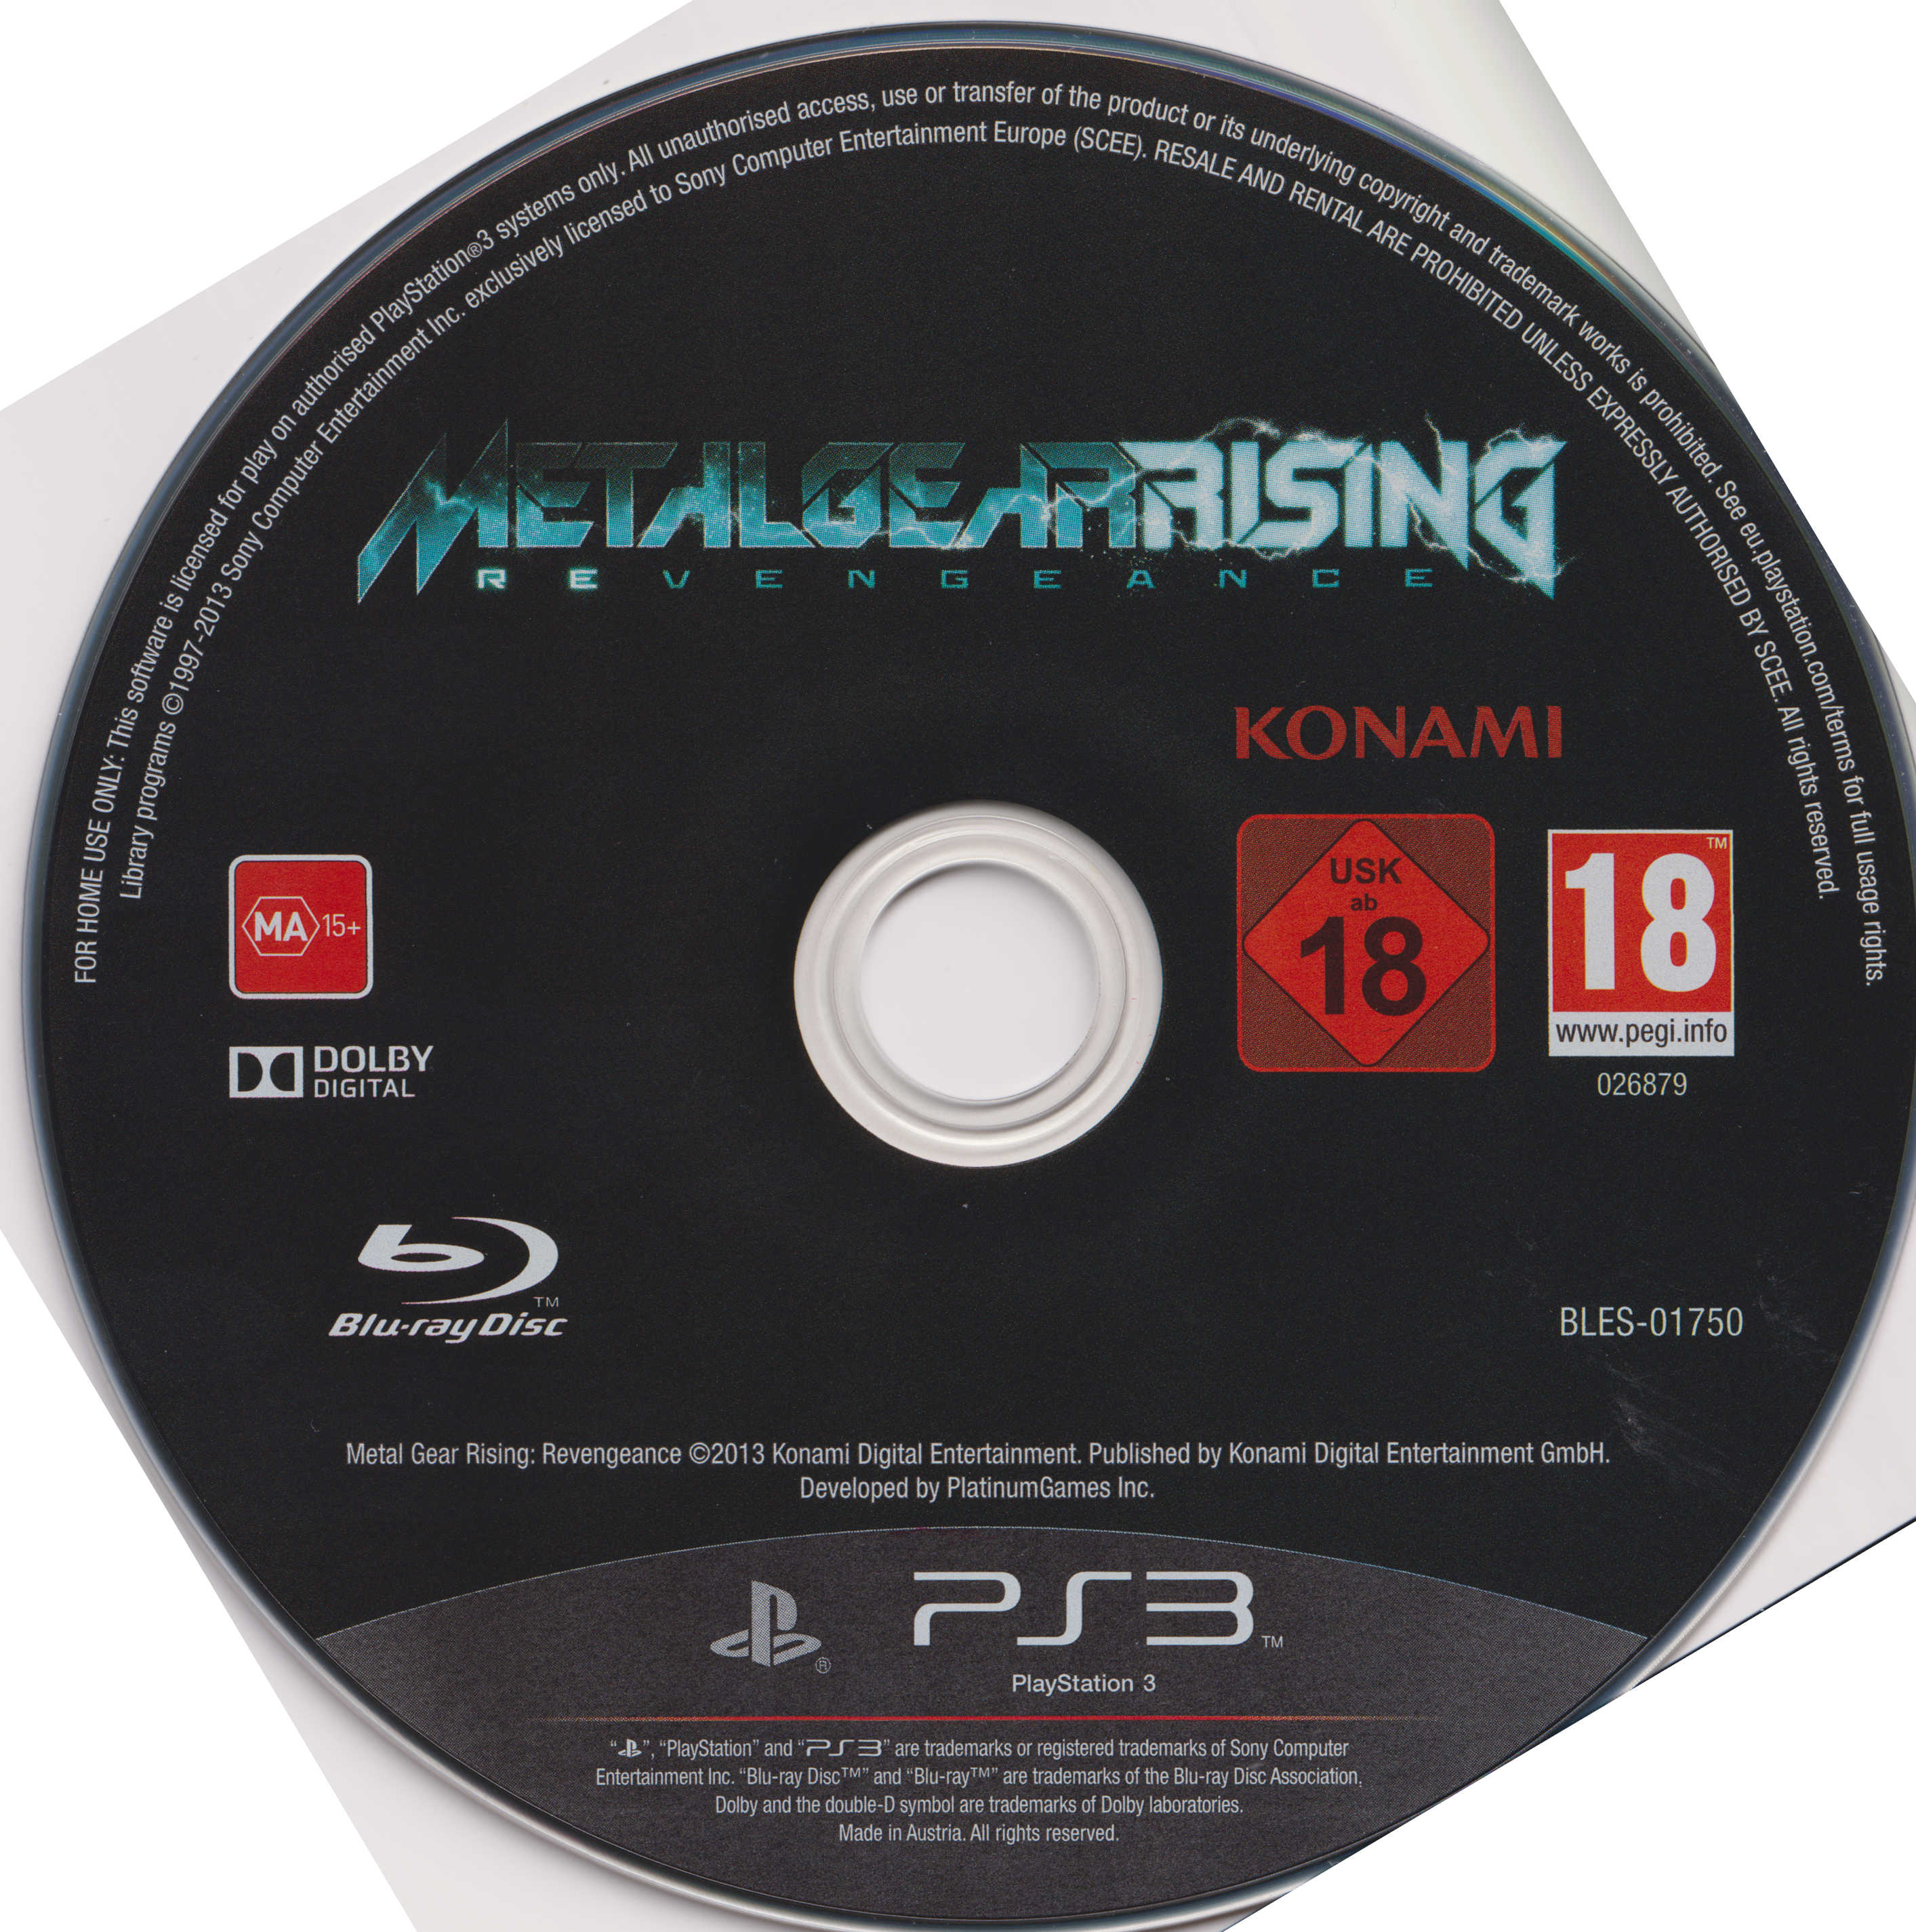 FOR HOME USE ONLY: This software is licensed for play on authorised PlayStation®3 systems only. All unauthorised access, use or transfer of the product or its underlying copyright and trademark works is prohibited. See eu.playstation.com/terms for full usage rights.
Library programs ©1997-2013 Sony Computer Entertainment Inc. exclusively licensed to Sony Computer Entertainment Europe (SCEE). RESALE AND RENTAL ARE PROHIBITED UNLESS EXPRESSLY AUTHORISED BY SCEE. All rights reserved.
METAL GEAR RISING
REVENGEANCE
KONAMI
MA 15+
USK
ab
18
18™
www.pegi.info
026879
DOLBY
DIGITAL
™
Blu-ray Disc
BLES-01750
Metal Gear Rising: Revengeance ©2013 Konami Digital Entertainment. Published by Konami Digital Entertainment GmbH.
Developed by PlatinumGames Inc.
® PS3™
PlayStation 3
“”, “PlayStation” and “PS3” are trademarks or registered trademarks of Sony Computer
Entertainment Inc. “Blu-ray Disc™” and “Blu-ray™” are trademarks of the Blu-ray Disc Association.
Dolby and the double-D symbol are trademarks of Dolby laboratories.
Made in Austria. All rights reserved.